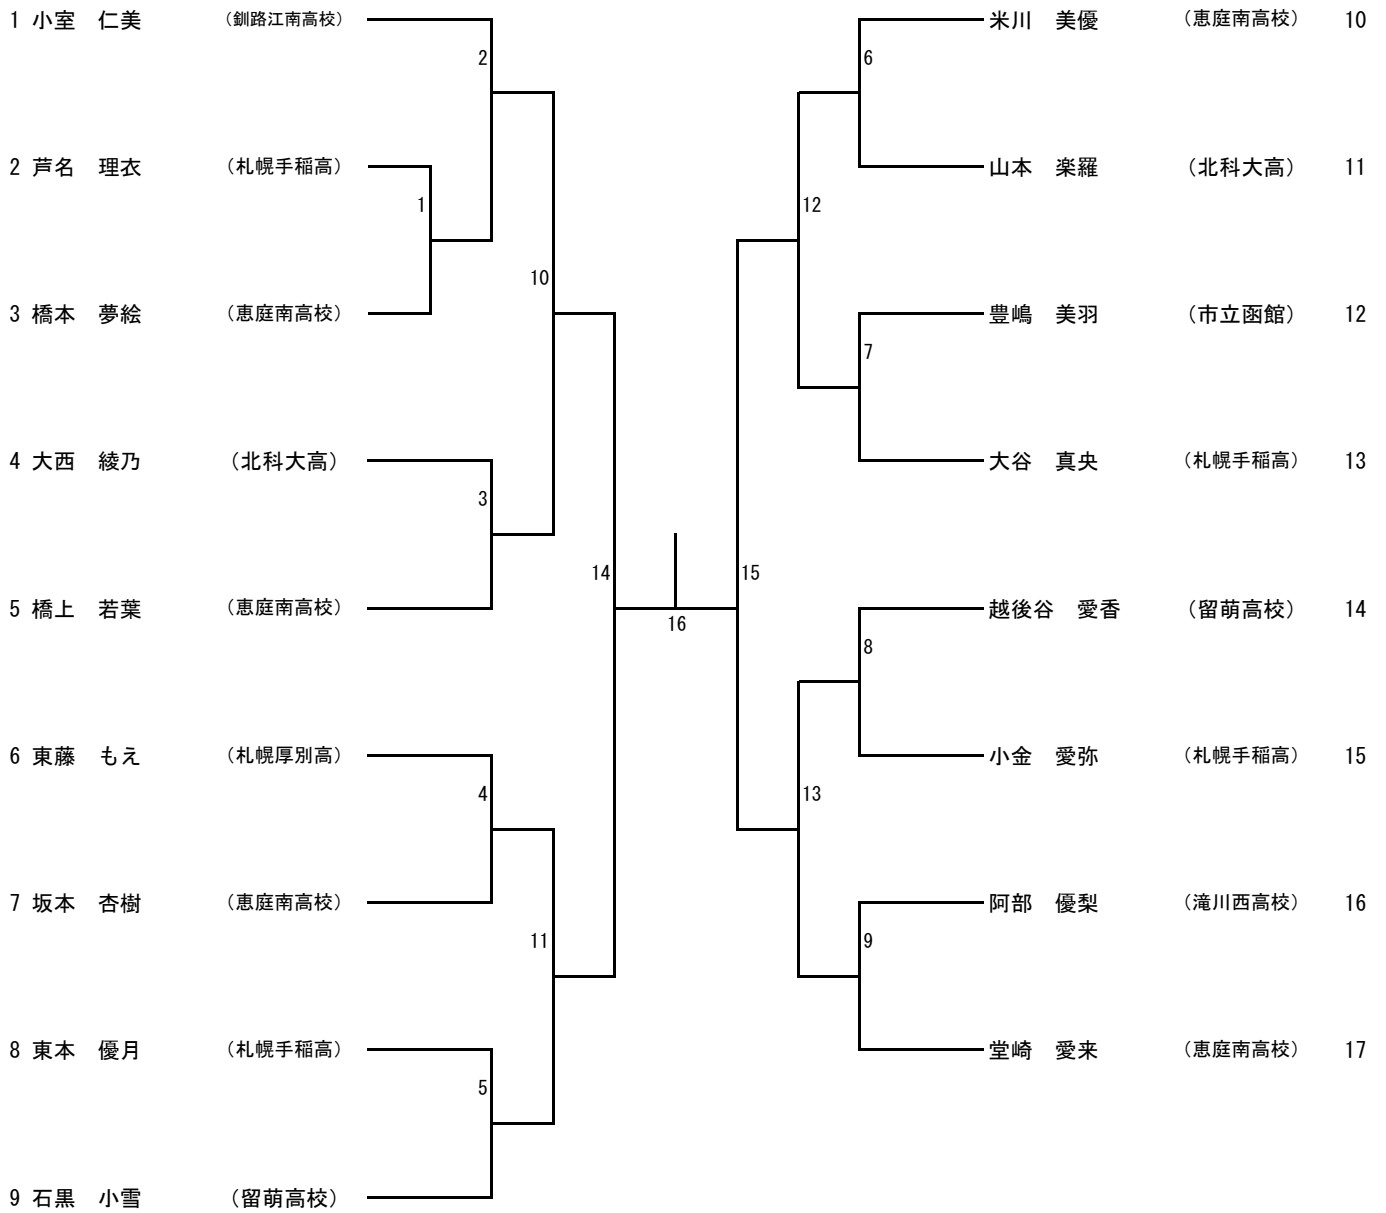 1 小室　仁美 （釧路江南高校）
2
2 芦名　理衣 （札幌手稲高）
1
3 橋本　夢絵 （恵庭南高校）
10
4 大西　綾乃 （北科大高）
3
5 橋上　若葉 （恵庭南高校）
14
6 東藤　もえ （札幌厚別高）
4
7 坂本　杏樹 （恵庭南高校）
11
8 東本　優月 （札幌手稲高）
5
9 石黒　小雪 （留萌高校）
16
米川　美優 （恵庭南高校） 10
6
山本　楽羅 （北科大高） 11
12
豊嶋　美羽 （市立函館） 12
7
大谷　真央 （札幌手稲高） 13
15
越後谷　愛香 （留萌高校） 14
8
小金　愛弥 （札幌手稲高） 15
13
阿部　優梨 （滝川西高校） 16
9
堂崎　愛来 （恵庭南高校） 17